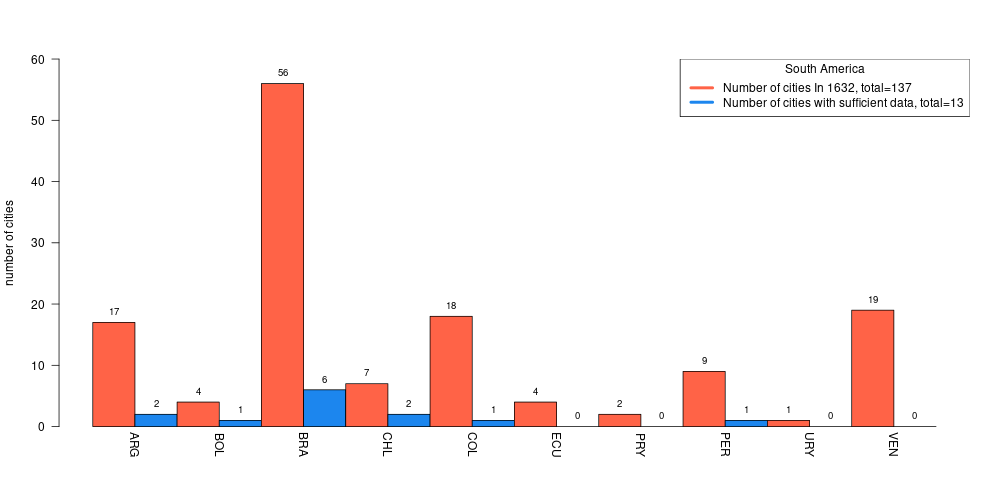 South America
Number of cities In 1632, total=137
Number of cities with sufficient data, total=13
number of cities
60
50
40
30
20
10
0
17
2
4
1
56
6
7
2
18
1
4
0
2
0
9
1
1
0
19
0
ARG
BOL
BRA
CHL
COL
ECU
PRY
PER
URY
VEN